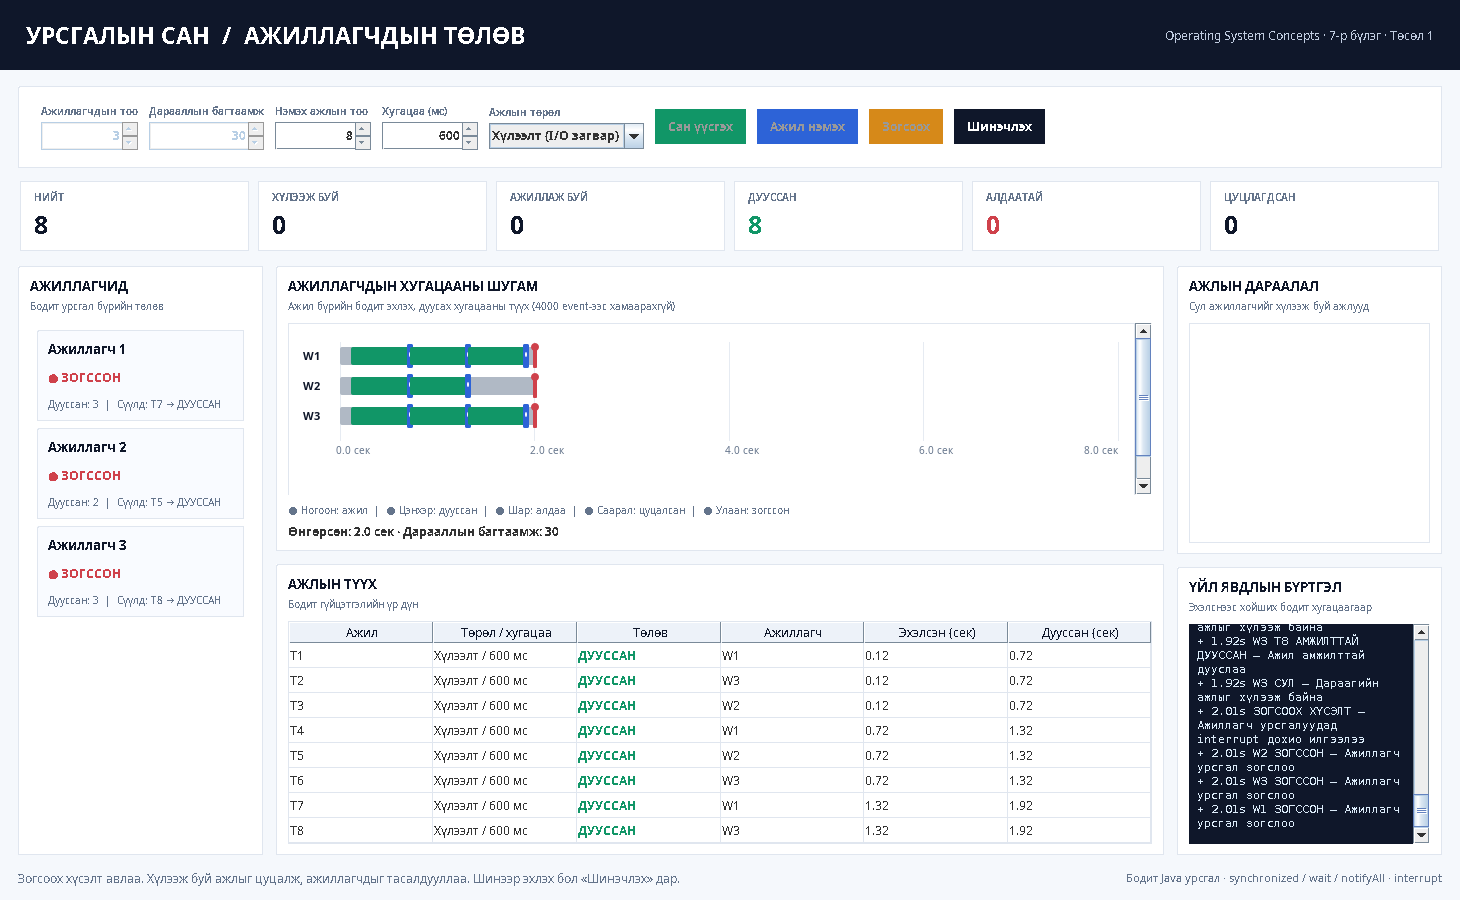 УРСГАЛЫН САН / АЖИЛЛАГЧДЫН ТӨЛӨВ
Operating System Concepts · 7-р бүлэг · Төсөл 1
Ажиллагчдын тоо
Дарааллын багтаамж
Нэмэх ажлын тоо
Хугацаа (мс)
Ажлын төрөл
3
30
8
600
Хүлээлт (I/O загвар)
Сан үүсгэх
Ажил нэмэх
Зогсоох
Шинэчлэх
НИЙТ
ХҮЛЭЭЖ БУЙ
АЖИЛЛАЖ БУЙ
ДУУССАН
АЛДААТАЙ
ЦУЦЛАГДСАН
8
0
0
8
0
0
АЖИЛЛАГЧИД
Бодит урсгал бүрийн төлөв
Ажиллагч 1
ЗОГССОН
Дууссан: 3 | Сүүлд: T7 → ДУУССАН
Ажиллагч 2
ЗОГССОН
Дууссан: 2 | Сүүлд: T5 → ДУУССАН
Ажиллагч 3
ЗОГССОН
Дууссан: 3 | Сүүлд: T8 → ДУУССАН
АЖИЛЛАГЧДЫН ХУГАЦААНЫ ШУГАМ
Ажил бүрийн бодит эхлэх, дуусах хугацааны түүх (4000 event-ээс хамаарахгүй)
W1
W2
W3
0.0 сек
2.0 сек
4.0 сек
6.0 сек
8.0 сек
● Ногоон: ажил | ● Цэнхэр: дууссан | ● Шар: алдаа | ● Саарал: цуцалсан | ● Улаан: зогссон
Өнгөрсөн: 2.0 сек · Дарааллын багтаамж: 30
АЖЛЫН ТҮҮХ
Бодит гүйцэтгэлийн үр дүн
Ажил Төрөл / хугацаа Төлөв Ажиллагч Эхэлсэн (сек) Дууссан (сек)
T1 Хүлээлт / 600 мс ДУУССАН W1 0.12 0.72
T2 Хүлээлт / 600 мс ДУУССАН W3 0.12 0.72
T3 Хүлээлт / 600 мс ДУУССАН W2 0.12 0.72
T4 Хүлээлт / 600 мс ДУУССАН W1 0.72 1.32
T5 Хүлээлт / 600 мс ДУУССАН W2 0.72 1.32
T6 Хүлээлт / 600 мс ДУУССАН W3 0.72 1.32
T7 Хүлээлт / 600 мс ДУУССАН W1 1.32 1.92
T8 Хүлээлт / 600 мс ДУУССАН W3 1.32 1.92
АЖЛЫН ДАРААЛАЛ
Сул ажиллагчийг хүлээж буй ажлууд
ҮЙЛ ЯВДЛЫН БҮРТГЭЛ
Эхэлснээс хойших бодит хугацаагаар
ажлыг хүлээж байна
+ 1.92s W3 T8 АМЖИЛТТАЙ
ДУУССАН — Ажил амжилттай
дууслаа
+ 1.92s W3 СУЛ — Дараагийн
ажлыг хүлээж байна
+ 2.01s ЗОГСООХ ХҮСЭЛТ —
Ажиллагч урсгалуудад
interrupt дохио илгээлээ
+ 2.01s W2 ЗОГССОН — Ажиллагч
урсгал зогслоо
+ 2.01s W3 ЗОГССОН — Ажиллагч
урсгал зогслоо
+ 2.01s W1 ЗОГССОН — Ажиллагч
урсгал зогслоо
Зогсоох хүсэлт авлаа. Хүлээж буй ажлыг цуцалж, ажиллагчдыг тасалдууллаа. Шинээр эхлэх бол «Шинэчлэх» дар.
Бодит Java урсгал · synchronized / wait / notifyAll · interrupt